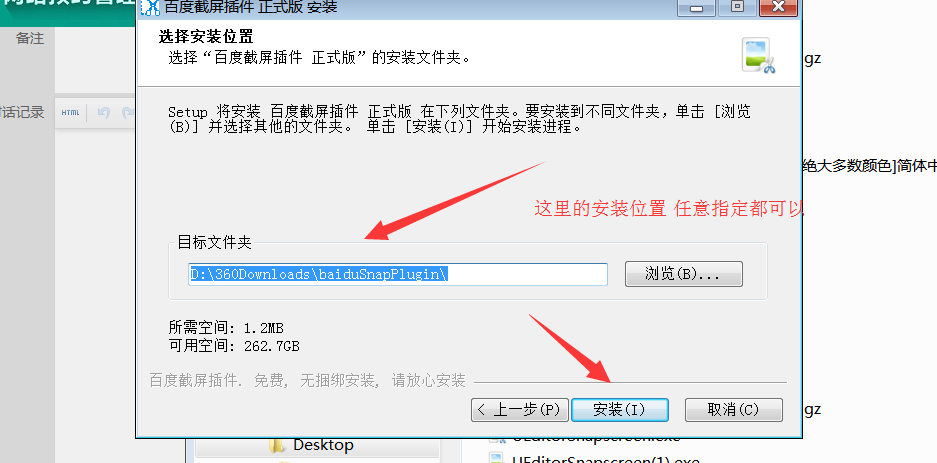 百度截屏插件 正式版 安装
选择安装位置
选择“百度截屏插件 正式版”的安装文件夹。
备注
gz
对话记录
HTML
Setup 将安装 百度截屏插件 正式版 在下列文件夹。要安装到不同文件夹，单击 [浏览
(B)] 并选择其他的文件夹。 单击 [安装(I)] 开始安装进程。
绝大多数颜色]简体中
这里的安装位置 任意指定都可以
目标文件夹
D:\360Downloads\baiduSnapPlugin\
浏览(B)...
所需空间: 1.2MB
可用空间: 262.7GB
百度截屏插件. 免费, 无捆绑安装, 请放心安装
< 上一步(P)
安装(I)
取消(C)
gz
Desktop
UEditorSnapscreen.exe
UEditorSnapscreen(1).exe